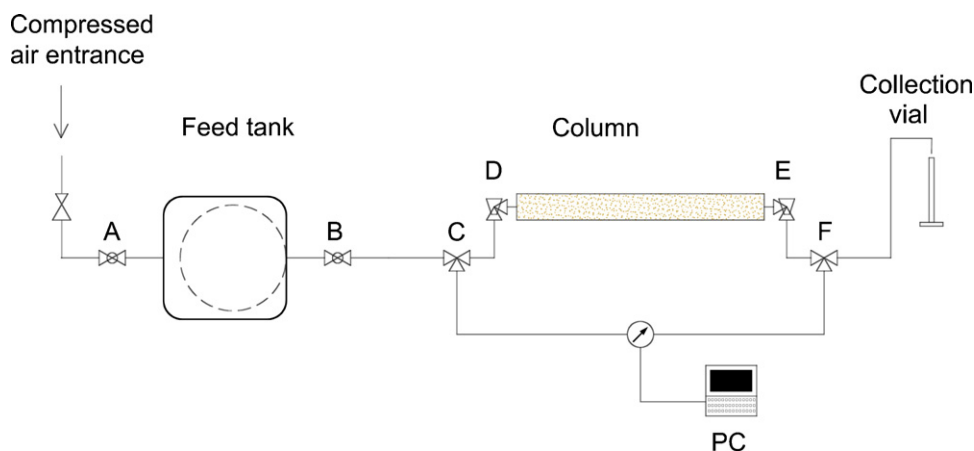 Compressed
air entrance
Feed tank
Column
Collection
vial
A
B
C
D
E
F
PC